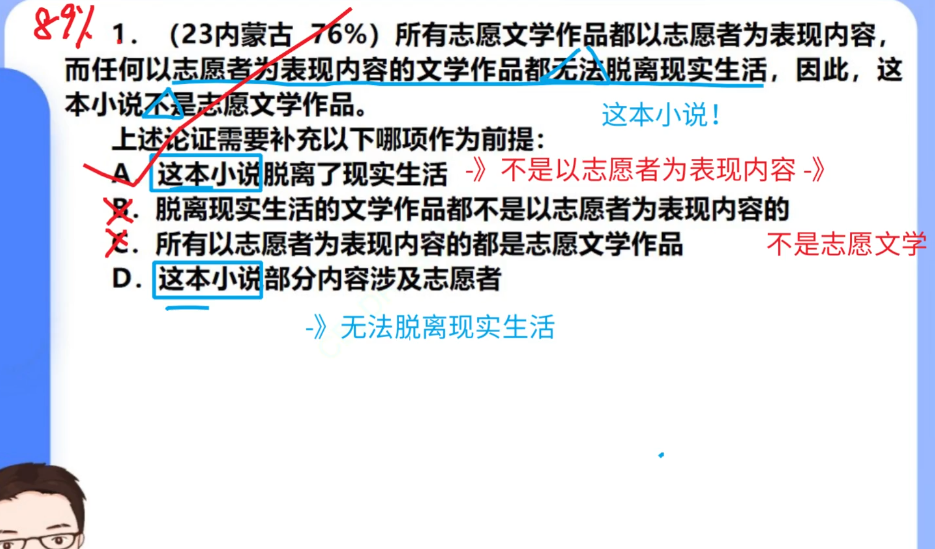 89%
1. （23内蒙古 76%）所有志愿文学作品都以志愿者为表现内容，
而任何以志愿者为表现内容的文学作品都无法脱离现实生活，因此，这
本小说不是志愿文学作品。
这本小说！
上述论证需要补充以下哪项作为前提：
A. 这本小说脱离了现实生活 -》不是以志愿者为表现内容 -》
B. 脱离现实生活的文学作品都不是以志愿者为表现内容的
C. 所有以志愿者为表现内容的都是志愿文学作品 不是志愿文学
D. 这本小说部分内容涉及志愿者
-》无法脱离现实生活